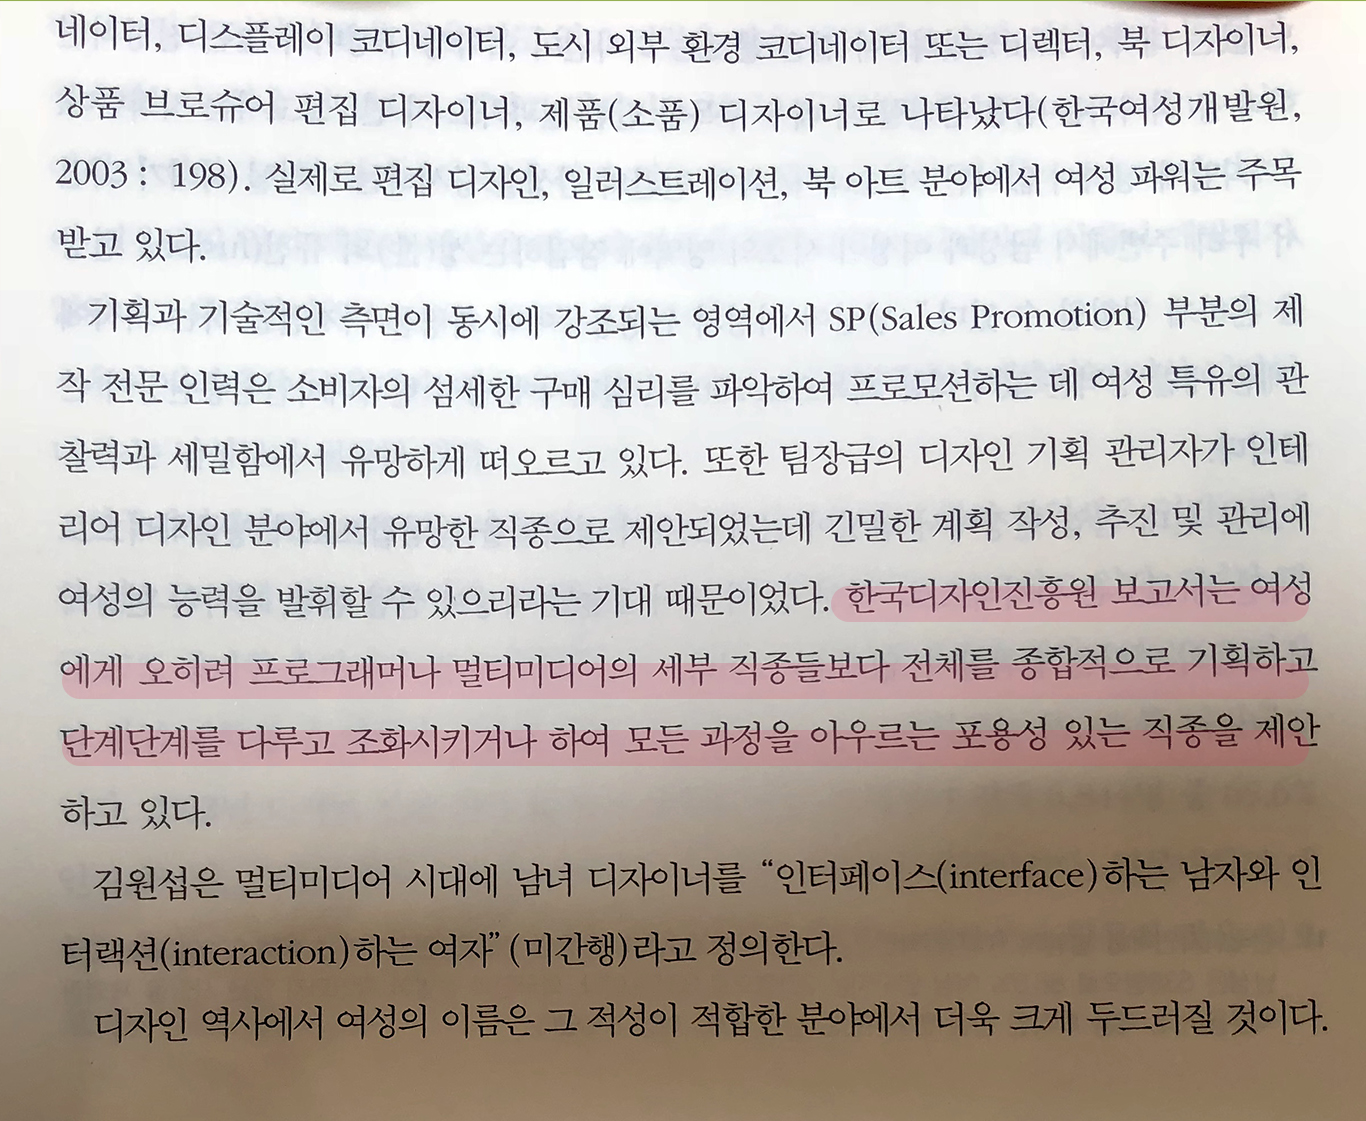 네이터, 디스플레이 코디네이터, 도시 외부 환경 코디네이터 또는 디렉터, 북 디자이너,
상품 브로슈어 편집 디자이너, 제품(소품) 디자이너로 나타났다(한국여성개발원,
2003 : 198). 실제로 편집 디자인, 일러스트레이션, 북 아트 분야에서 여성 파워는 주목
받고 있다.
기획과 기술적인 측면이 동시에 강조되는 영역에서 SP(Sales Promotion) 부분의 제
작 전문 인력은 소비자의 섬세한 구매 심리를 파악하여 프로모션하는 데 여성 특유의 관
찰력과 세밀함에서 유망하게 떠오르고 있다. 또한 팀장급의 디자인 기획 관리자가 인테
리어 디자인 분야에서 유망한 직종으로 제안되었는데 긴밀한 계획 작성, 추진 및 관리에
여성의 능력을 발휘할 수 있으리라는 기대 때문이었다. 한국디자인진흥원 보고서는 여성
에게 오히려 프로그래머나 멀티미디어의 세부 직종들보다 전체를 종합적으로 기획하고
단계단계를 다루고 조화시키거나 하여 모든 과정을 아우르는 포용성 있는 직종을 제안
하고 있다.
김원섭은 멀티미디어 시대에 남녀 디자이너를 “인터페이스(interface)하는 남자와 인
터랙션(interaction)하는 여자” (미간행)라고 정의한다.
디자인 역사에서 여성의 이름은 그 적성이 적합한 분야에서 더욱 크게 두드러질 것이다.